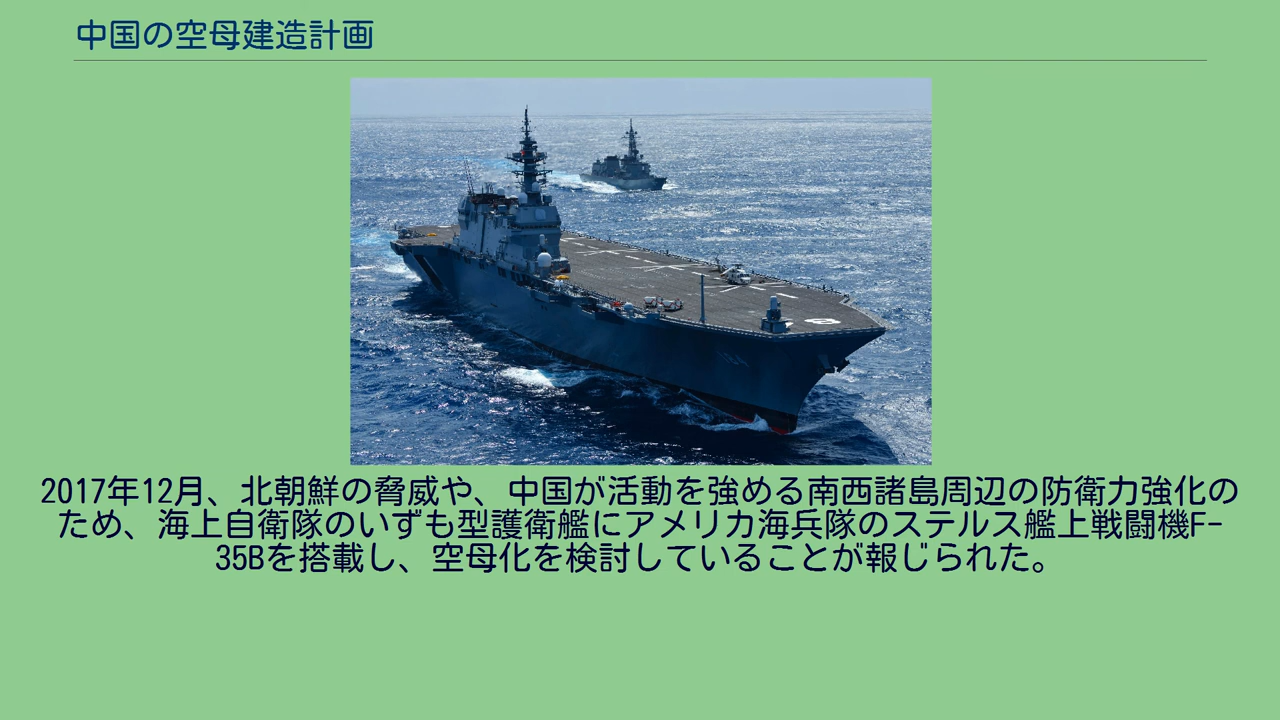 中国の空母建造計画
2017年12月、北朝鮮の脅威や、中国が活動を強める南西諸島周辺の防衛力強化の
ため、海上自衛隊のいずも型護衛艦にアメリカ海兵隊のステルス艦上戦闘機F-
35Bを搭載し、空母化を検討していることが報じられた。